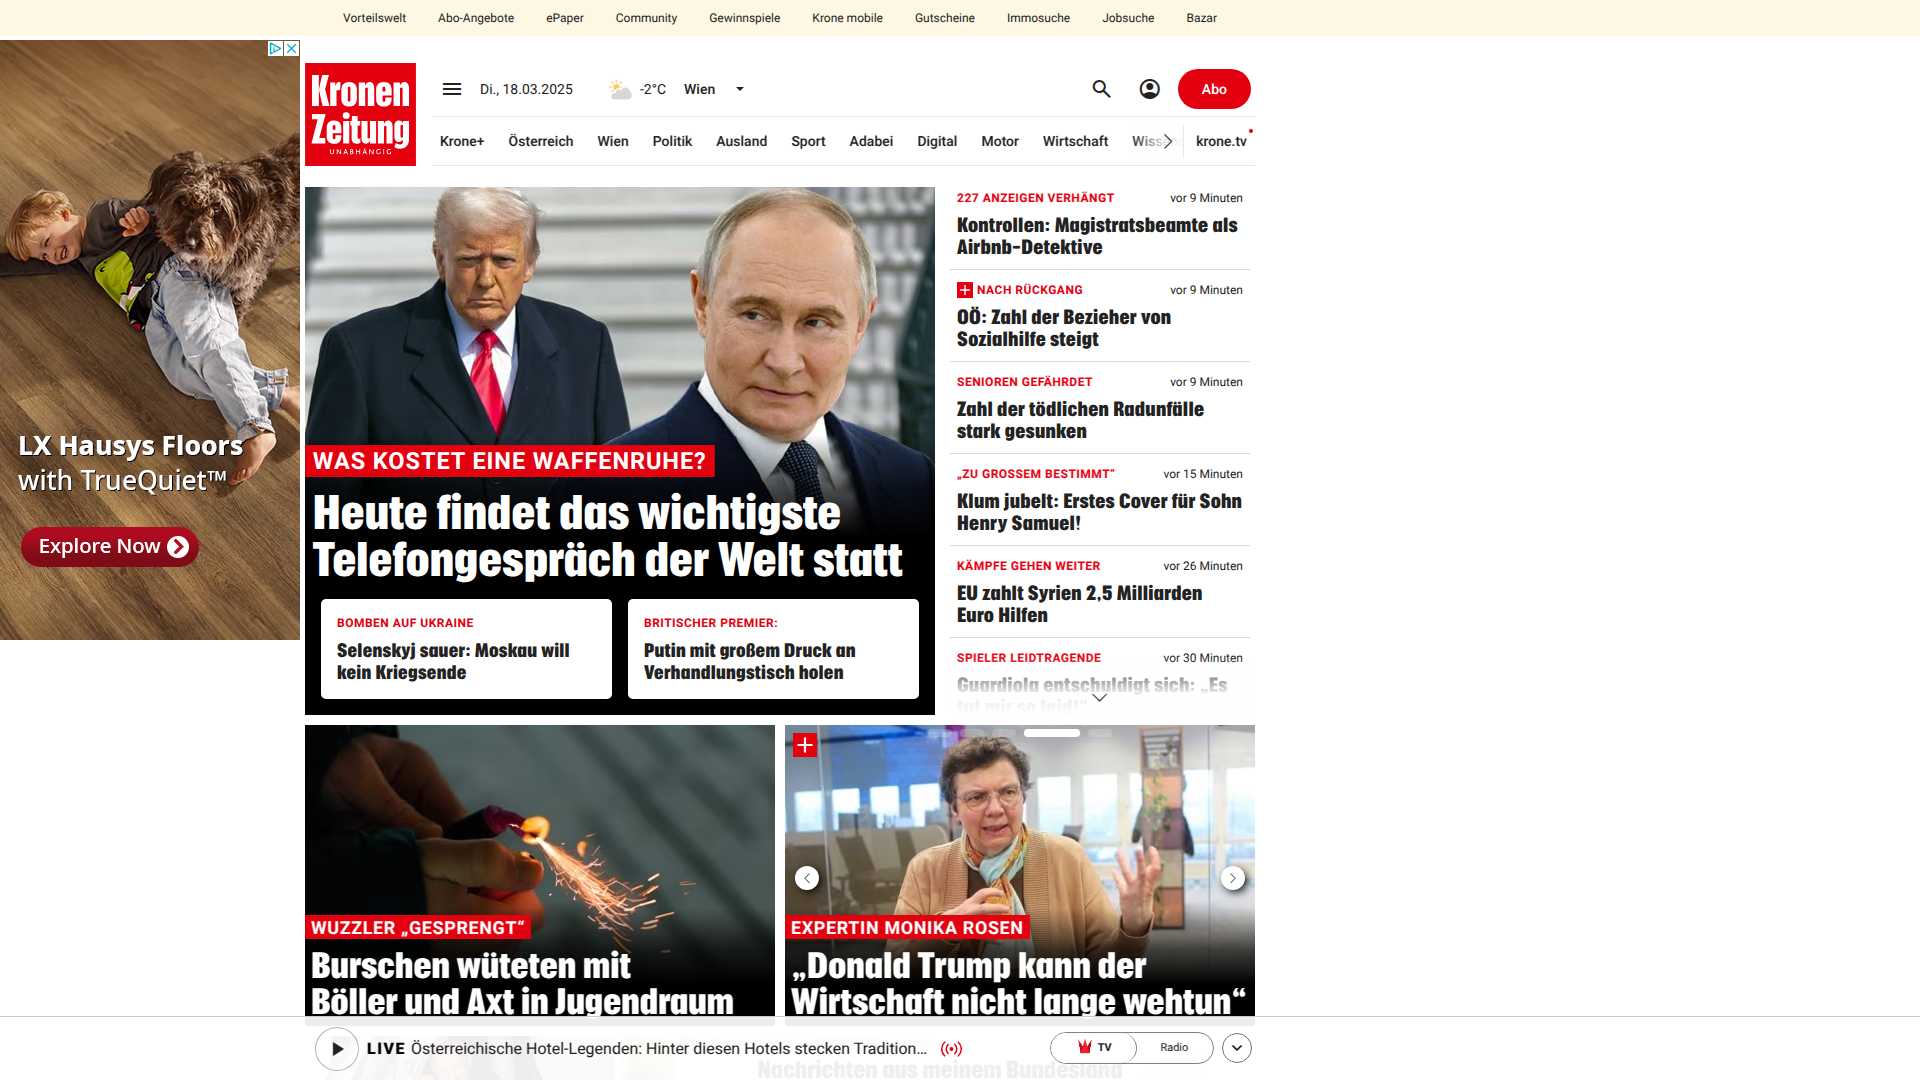 Vorteilswelt Abo-Angebote ePaper Community Gewinnspiele Krone mobile Gutscheine Immosuche Jobsuche Bazar
Kronen
Zeitung
UNABHÄNGIG
Di., 18.03.2025 -2°C Wien Abo
Krone+ Österreich Wien Politik Ausland Sport Adabei Digital Motor Wirtschaft krone.tv
LX Hausys Floors
with TrueQuiet™
Explore Now
WAS KOSTET EINE WAFFENRUHE?
Heute findet das wichtigste
Telefongespräch der Welt statt
BOMBEN AUF UKRAINE
Selenskyj sauer: Moskau will
kein Kriegsende
BRITISCHER PREMIER:
Putin mit großem Druck an
Verhandlungstisch holen
227 ANZEIGEN VERHÄNGT vor 9 Minuten
Kontrollen: Magistratsbeamte als
Airbnb-Detektive
NACH RÜCKGANG vor 9 Minuten
OÖ: Zahl der Bezieher von
Sozialhilfe steigt
SENIOREN GEFÄHRDET vor 9 Minuten
Zahl der tödlichen Radunfälle
stark gesunken
„ZU GROSSEM BESTIMMT“ vor 15 Minuten
Klum jubelt: Erstes Cover für Sohn
Henry Samuel!
KÄMPFE GEHEN WEITER vor 26 Minuten
EU zahlt Syrien 2,5 Milliarden
Euro Hilfen
SPIELER LEIDTRAGENDE vor 30 Minuten
Guardiola entschuldigt sich: „Es
tut mir so leid!“
WUZZLER „GESPRENGT“
Burschen wüteten mit
Böller und Axt in Jugendraum
EXPERTIN MONIKA ROSEN
„Donald Trump kann der
Wirtschaft nicht lange wehtun“
LIVE Österreichische Hotel-Legenden: Hinter diesen Hotels stecken Tradition... TV Radio
Nachrichten aus meinem Bundesland